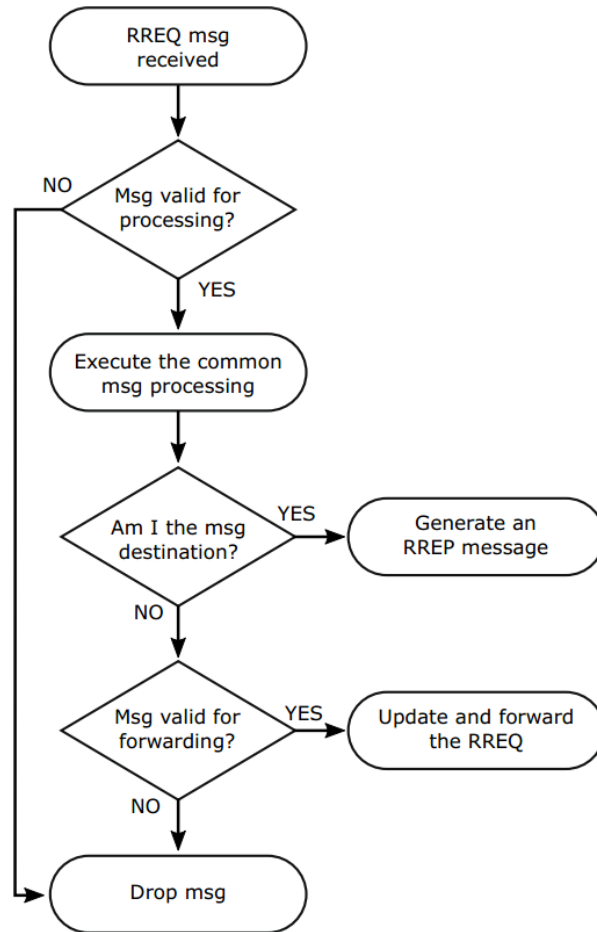 RREQ msg
received
NO
Msg valid for
processing?
YES
Execute the common
msg processing
Am I the msg
destination?
YES
Generate an
RREP message
NO
Msg valid for
forwarding?
YES
Update and forward
the RREQ
NO
Drop msg